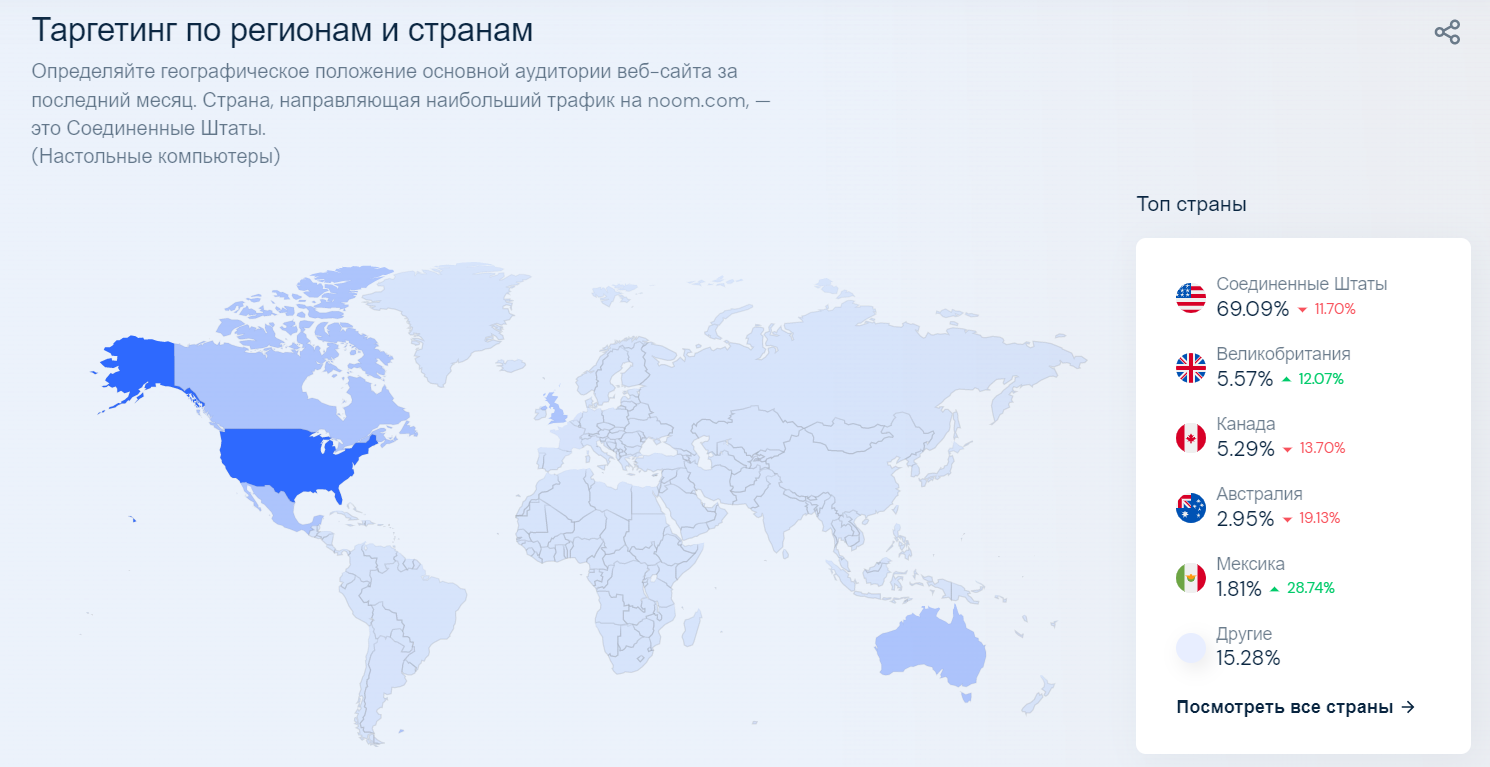 Таргетинг по регионам и странам
Определяйте географическое положение основной аудитории веб-сайта за
последний месяц. Страна, направляющая наибольший трафик на noom.com, —
это Соединенные Штаты.
(Настольные компьютеры)
Топ страны
Соединенные Штаты
69.09% 11.70%
Великобритания
5.57% 12.07%
Канада
5.29% 13.70%
Австралия
2.95% 19.13%
Мексика
1.81% 28.74%
Другие
15.28%
Посмотреть все страны →